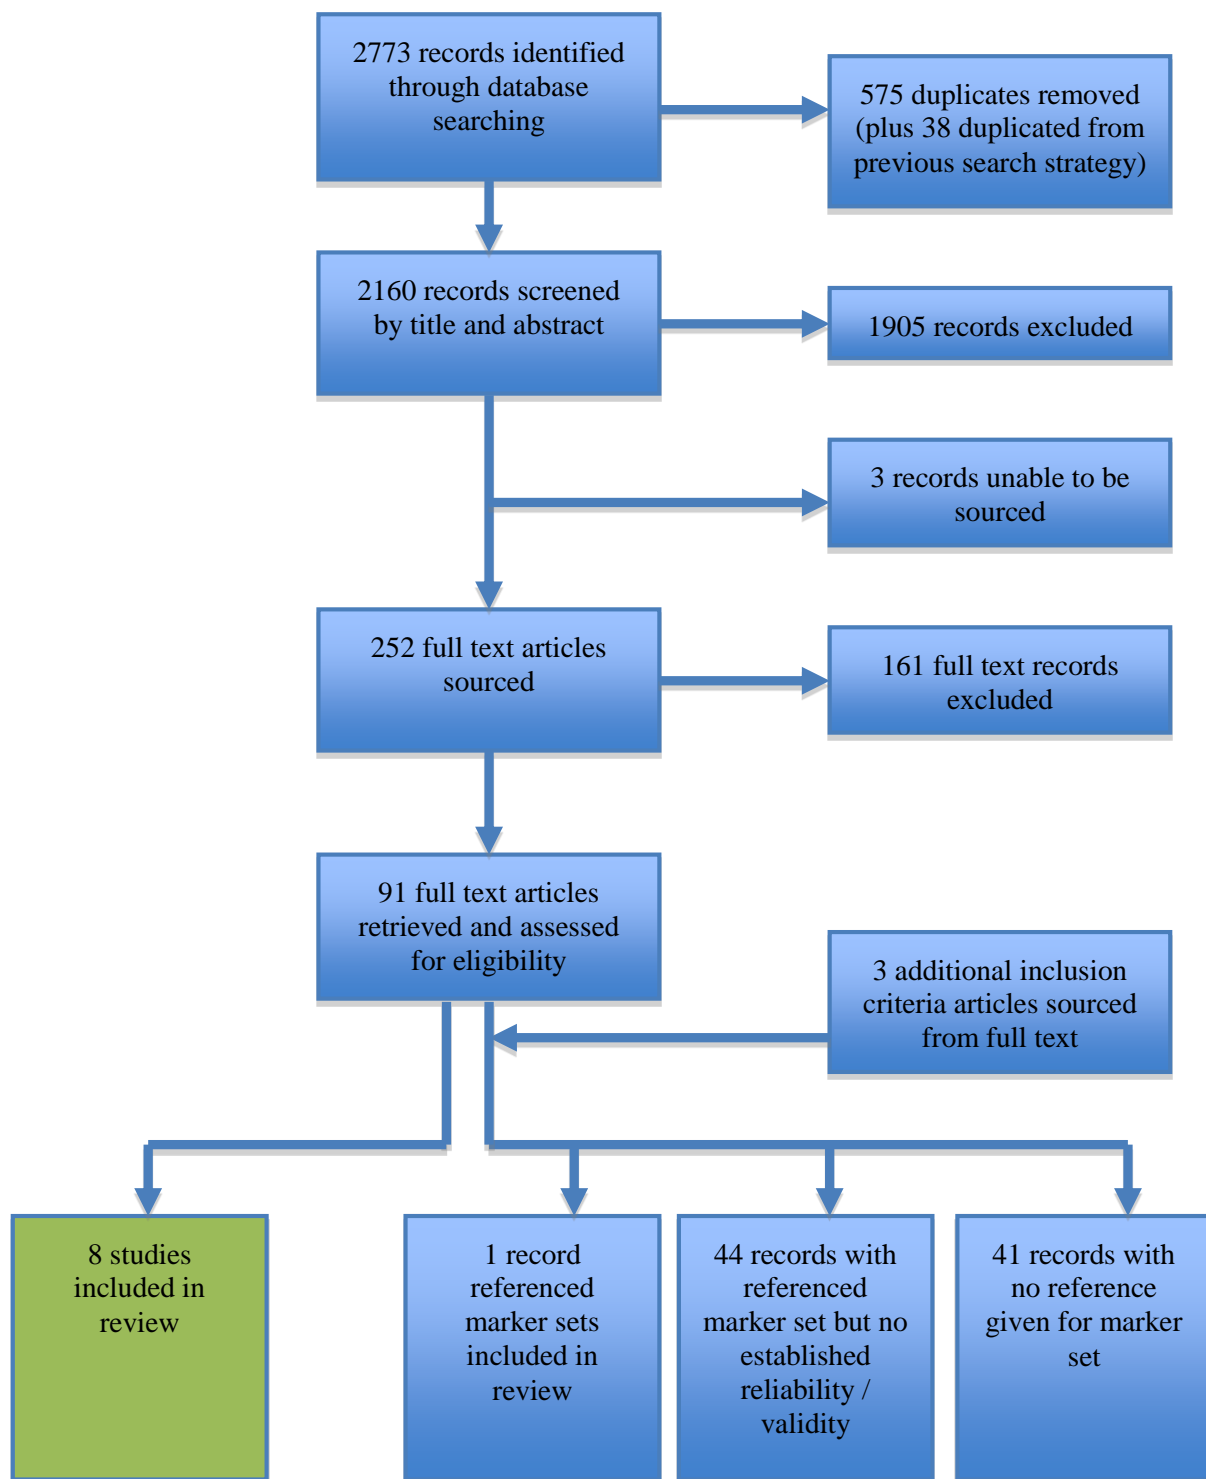 2773 records identified
through database
searching
575 duplicates removed
(plus 38 duplicated from
previous search strategy)
2160 records screened
by title and abstract
1905 records excluded
3 records unable to be
sourced
252 full text articles
sourced
161 full text records
excluded
91 full text articles
retrieved and assessed
for eligibility
3 additional inclusion
criteria articles sourced
from full text
8 studies
included in
review
1 record
referenced
marker sets
included in
review
44 records with
referenced
marker set but no
established
reliability /
validity
41 records with
no reference
given for marker
set